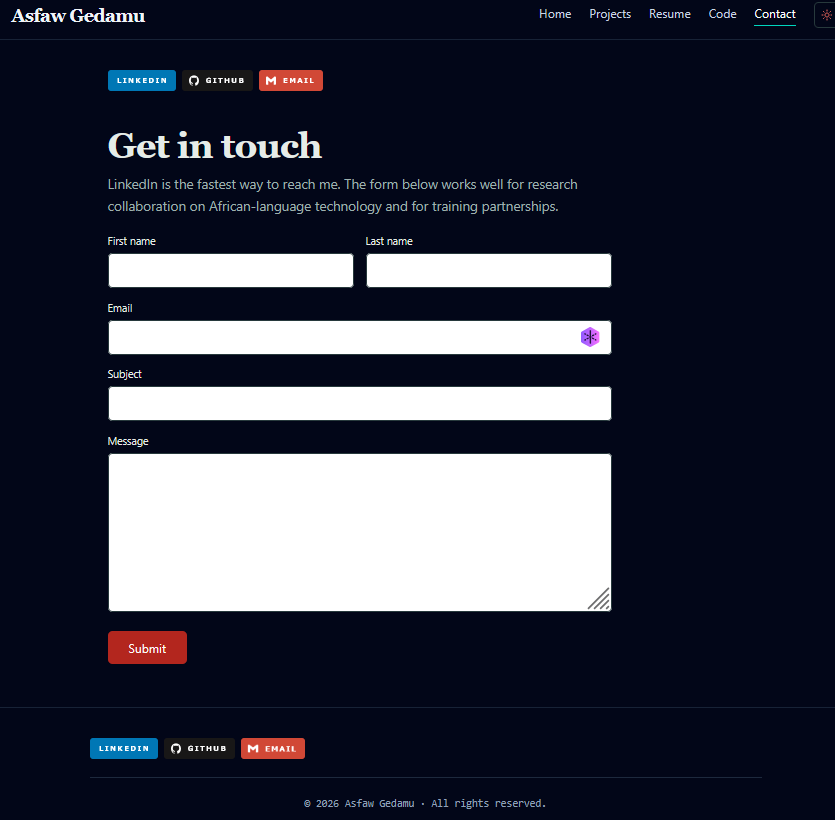 Asfaw Gedamu
Home Projects Resume Code Contact
LINKEDIN GITHUB EMAIL
Get in touch
LinkedIn is the fastest way to reach me. The form below works well for research
collaboration on African-language technology and for training partnerships.
First name Last name
Email
Subject
Message
Submit
LINKEDIN GITHUB EMAIL
© 2026 Asfaw Gedamu · All rights reserved.